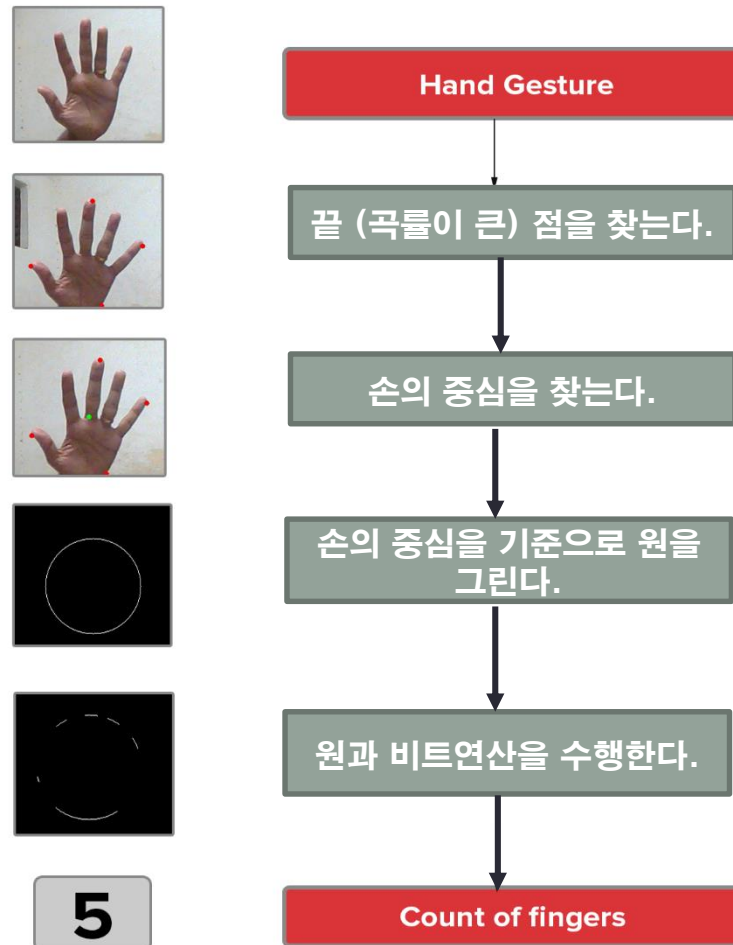 Hand Gesture
끝 (곡률이 큰) 점을 찾는다.
손의 중심을 찾는다.
손의 중심을 기준으로 원을
그린다.
원과 비트연산을 수행한다.
5
Count of fingers